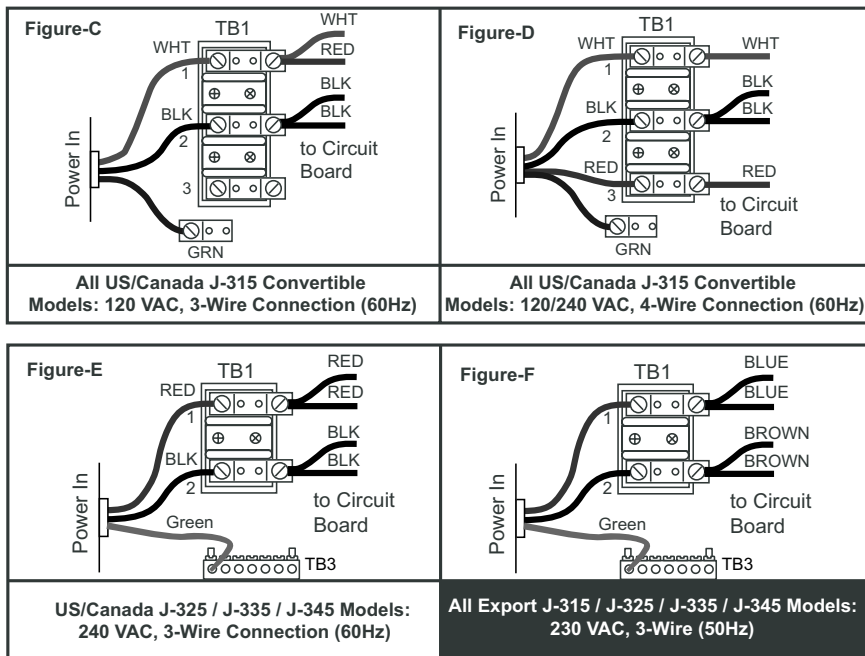 Figure-C
TB1
WHT
WHT
RED
1
BLK
BLK
BLK
2
to Circuit
Board
3
Power In
GRN
All US/Canada J-315 Convertible
Models: 120 VAC, 3-Wire Connection (60Hz)
Figure-D
TB1
WHT
WHT
1
BLK
BLK
BLK
2
RED
RED
3
to Circuit
Board
Power In
GRN
All US/Canada J-315 Convertible
Models: 120/240 VAC, 4-Wire Connection (60Hz)
Figure-E
TB1
RED
RED
RED
1
BLK
BLK
BLK
2
to Circuit
Board
Power In
Green
TB3
US/Canada J-325 / J-335 / J-345 Models:
240 VAC, 3-Wire Connection (60Hz)
Figure-F
TB1
BLUE
BLUE
1
BROWN
BROWN
2
to Circuit
Board
Power In
Green
TB3
All Export J-315 / J-325 / J-335 / J-345 Models:
230 VAC, 3-Wire (50Hz)